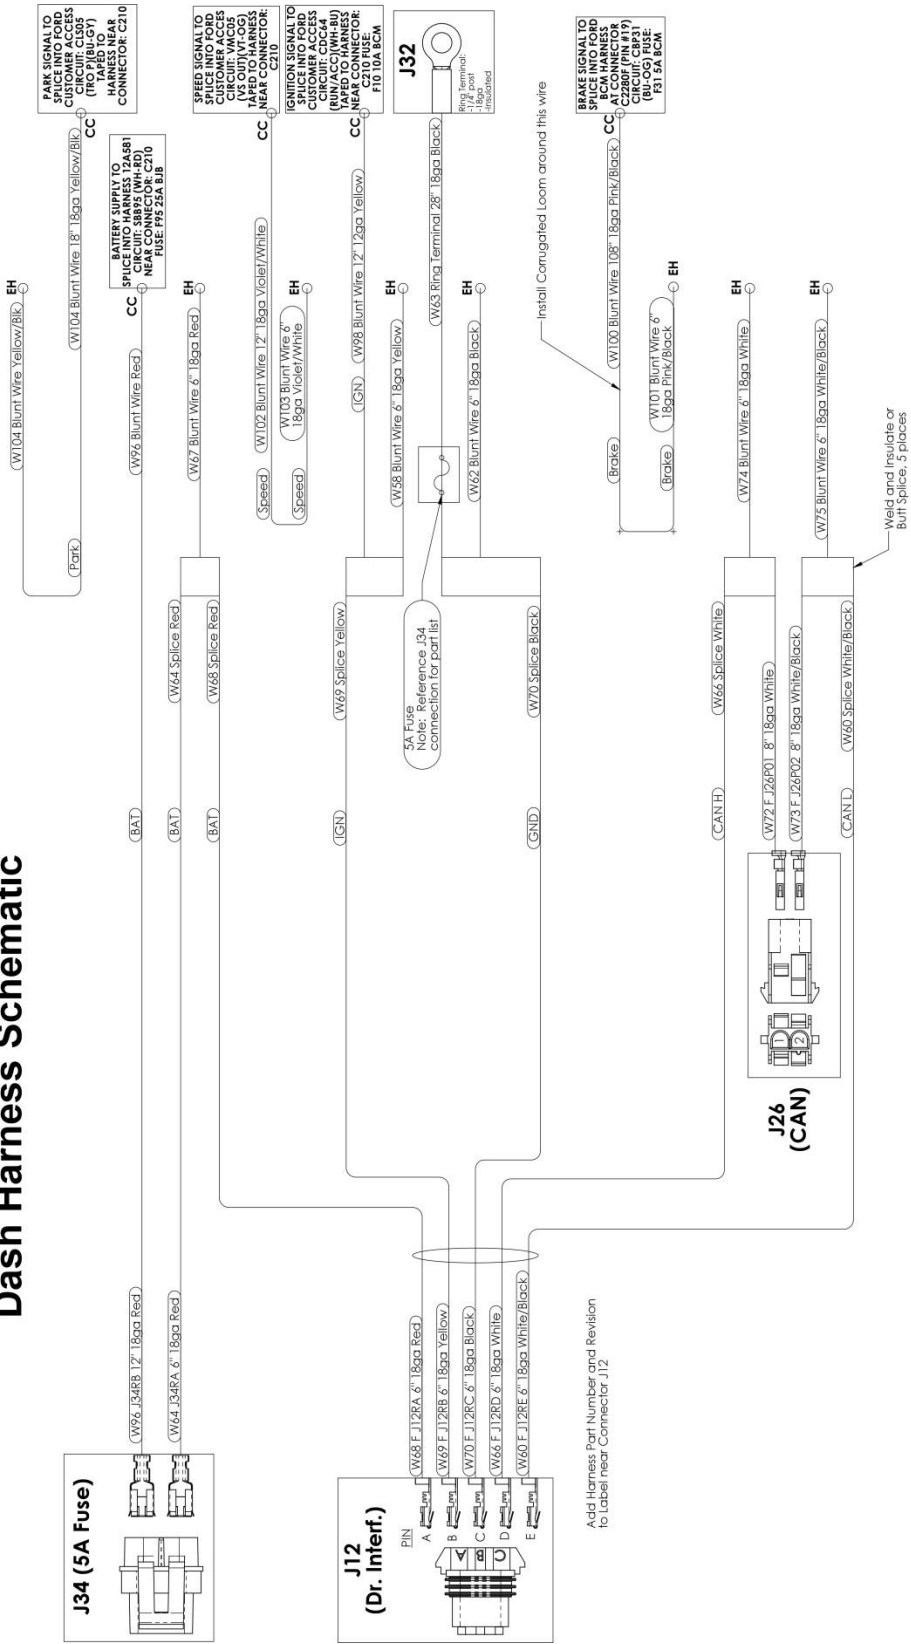 Dash Harness Schematic
J34 (5A Fuse)
W96 J34RB 12" 18ga Red
W64 J34RA 6" 18ga Red
BAT
BAT
BAT
W64 Splice Red
W68 Splice Red
W104 Blunt Wire Yellow/Blk
EH
Park
W104 Blunt Wire 18" 18ga Yellow/Blk
CC
PARK SIGNAL TO
SPLICE INTO FORD
CUSTOMER ACCESS
CIRCUIT: CLS05
(TRO P)(BU-GY)
TAPED TO
HARNESS NEAR
CONNECTOR: C210
W96 Blunt Wire Red
CC
BATTERY SUPPLY TO
SPLICE INTO HARNESS 12A581
CIRCUIT: SBB95 (WH-RD)
NEAR CONNECTOR: C210
FUSE: F95 25A BJB
W67 Blunt Wire 6" 18ga Red
EH
Speed
W102 Blunt Wire 12" 18ga Violet/White
CC
SPEED SIGNAL TO
SPLICE INTO FORD
CUSTOMER ACCES
CIRCUIT: VMC05
(VSOUT)(VT-OG)
TAPED TO HARNESS
NEAR CONNECTOR:
C210
Speed
W103 Blunt Wire 6"
18ga Violet/White
EH
IGN
W98 Blunt Wire 12" 12ga Yellow
CC
IGNITION SIGNAL TO
SPLICE INTO FORD
CUSTOMER ACCESS
CIRCUIT: CDC64
(RUN/ACC)(WH-BU)
TAPED TO HARNESS
NEAR CONNECTOR:
C210 FUSE:
F10 10A BCM
J12
(Dr. Interf.)
PIN
A
B
C
D
E
A
B
C
W68 F J12RA 6" 18ga Red
W69 F J12RB 6" 18ga Yellow
W70 F J12RC 6" 18ga Black
W66 F J12RD 6" 18ga White
W60 F J12RE 6" 18ga White/Black
IGN
W69 Splice Yellow
W58 Blunt Wire 6" 18ga Yellow
EH
5A Fuse
Note: Reference J34
connection for part list
W63 Ring Terminal 28" 18ga Black
J32
Ring Terminal:
-1/4" post
-18ga
-Insulated
W62 Blunt Wire 6" 18ga Black
EH
GND
W70 Splice Black
Install Corrugated Loom around this wire
Brake
W100 Blunt Wire 108" 18ga Pink/Black
CC
BRAKE SIGNAL TO
SPLICE INTO FORD
BCM HARNESS
AT CONNECTOR
C2280F (PIN #17)
CIRCUIT: CBP31
(BU-OG) FUSE:
F31 5A BCM
Brake
W101 Blunt Wire 6"
18ga Pink/Black
EH
Add Harness Part Number and Revision
to Label near Connector J12
CAN H
W66 Splice White
W74 Blunt Wire 6" 18ga White
EH
J26
(CAN)
1
2
W72 F J26P01 8" 18ga White
W73 F J26P02 8" 18ga White/Black
W75 Blunt Wire 6" 18ga White/Black
EH
CAN L
W60 Splice White/Black
Weld and Insulate or
Butt Splice, 5 places